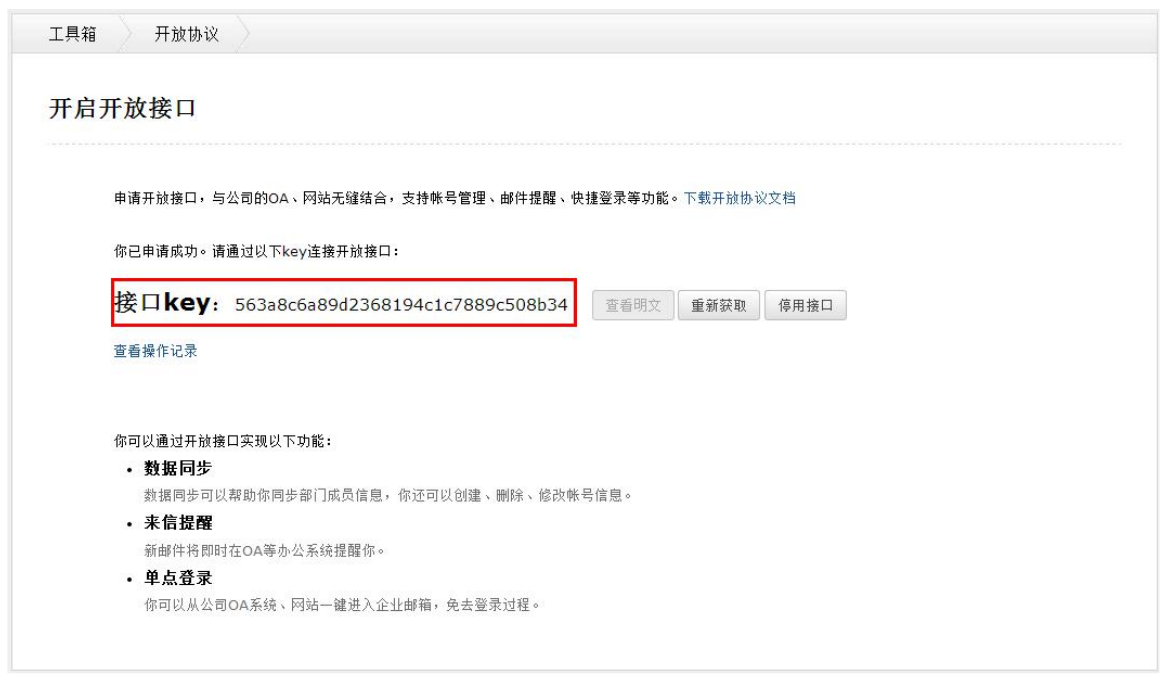 工具箱 开放协议
开启开放接口
申请开放接口，与公司的OA、网站无缝结合，支持帐号管理、邮件提醒、快捷登录等功能。下载开放协议文档
你已申请成功。请通过以下key连接开放接口：
接口key： 563a8c6a89d2368194c1c7889c508b34 查看明文 重新获取 停用接口
查看操作记录
你可以通过开放接口实现以下功能：
• 数据同步
数据同步可以帮助你同步部门成员信息，你还可以创建、删除、修改帐号信息。
• 来信提醒
新邮件将即时在OA等办公系统提醒你。
• 单点登录
你可以从公司OA系统、网站一键进入企业邮箱，免去登录过程。